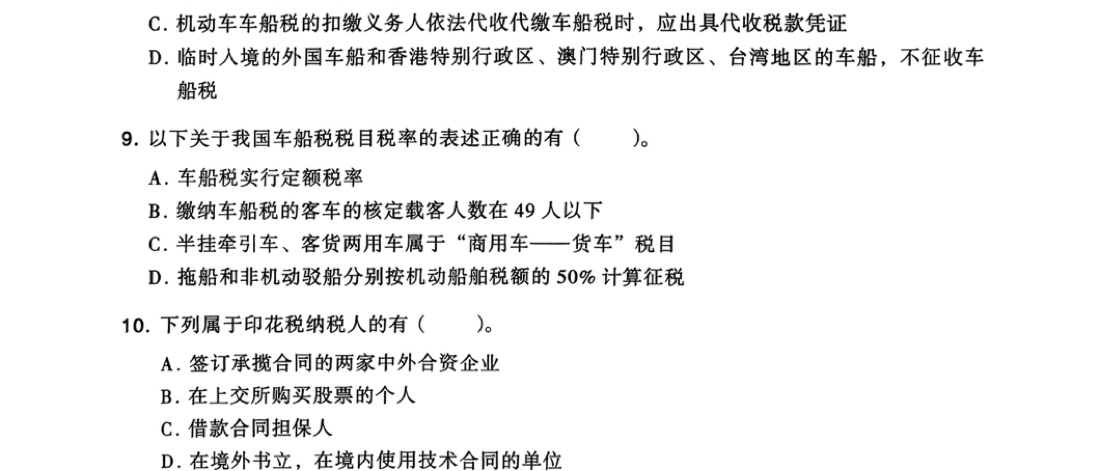 C. 机动车车船税的扣缴义务人依法代收代缴车船税时，应出具代收税款凭证
D. 临时入境的外国车船和香港特别行政区、澳门特别行政区、台湾地区的车船，不征收车
船税
9. 以下关于我国车船税税目税率的表述正确的有（　　）。
A. 车船税实行定额税率
B. 缴纳车船税的客车的核定载客人数在 49 人以下
C. 半挂牵引车、客货两用车属于“商用车——货车”税目
D. 拖船和非机动驳船分别按机动船舶税额的 50% 计算征税
10. 下列属于印花税纳税人的有（　　）。
A. 签订承揽合同的两家中外合资企业
B. 在上交所购买股票的个人
C. 借款合同担保人
D. 在境外书立，在境内使用技术合同的单位